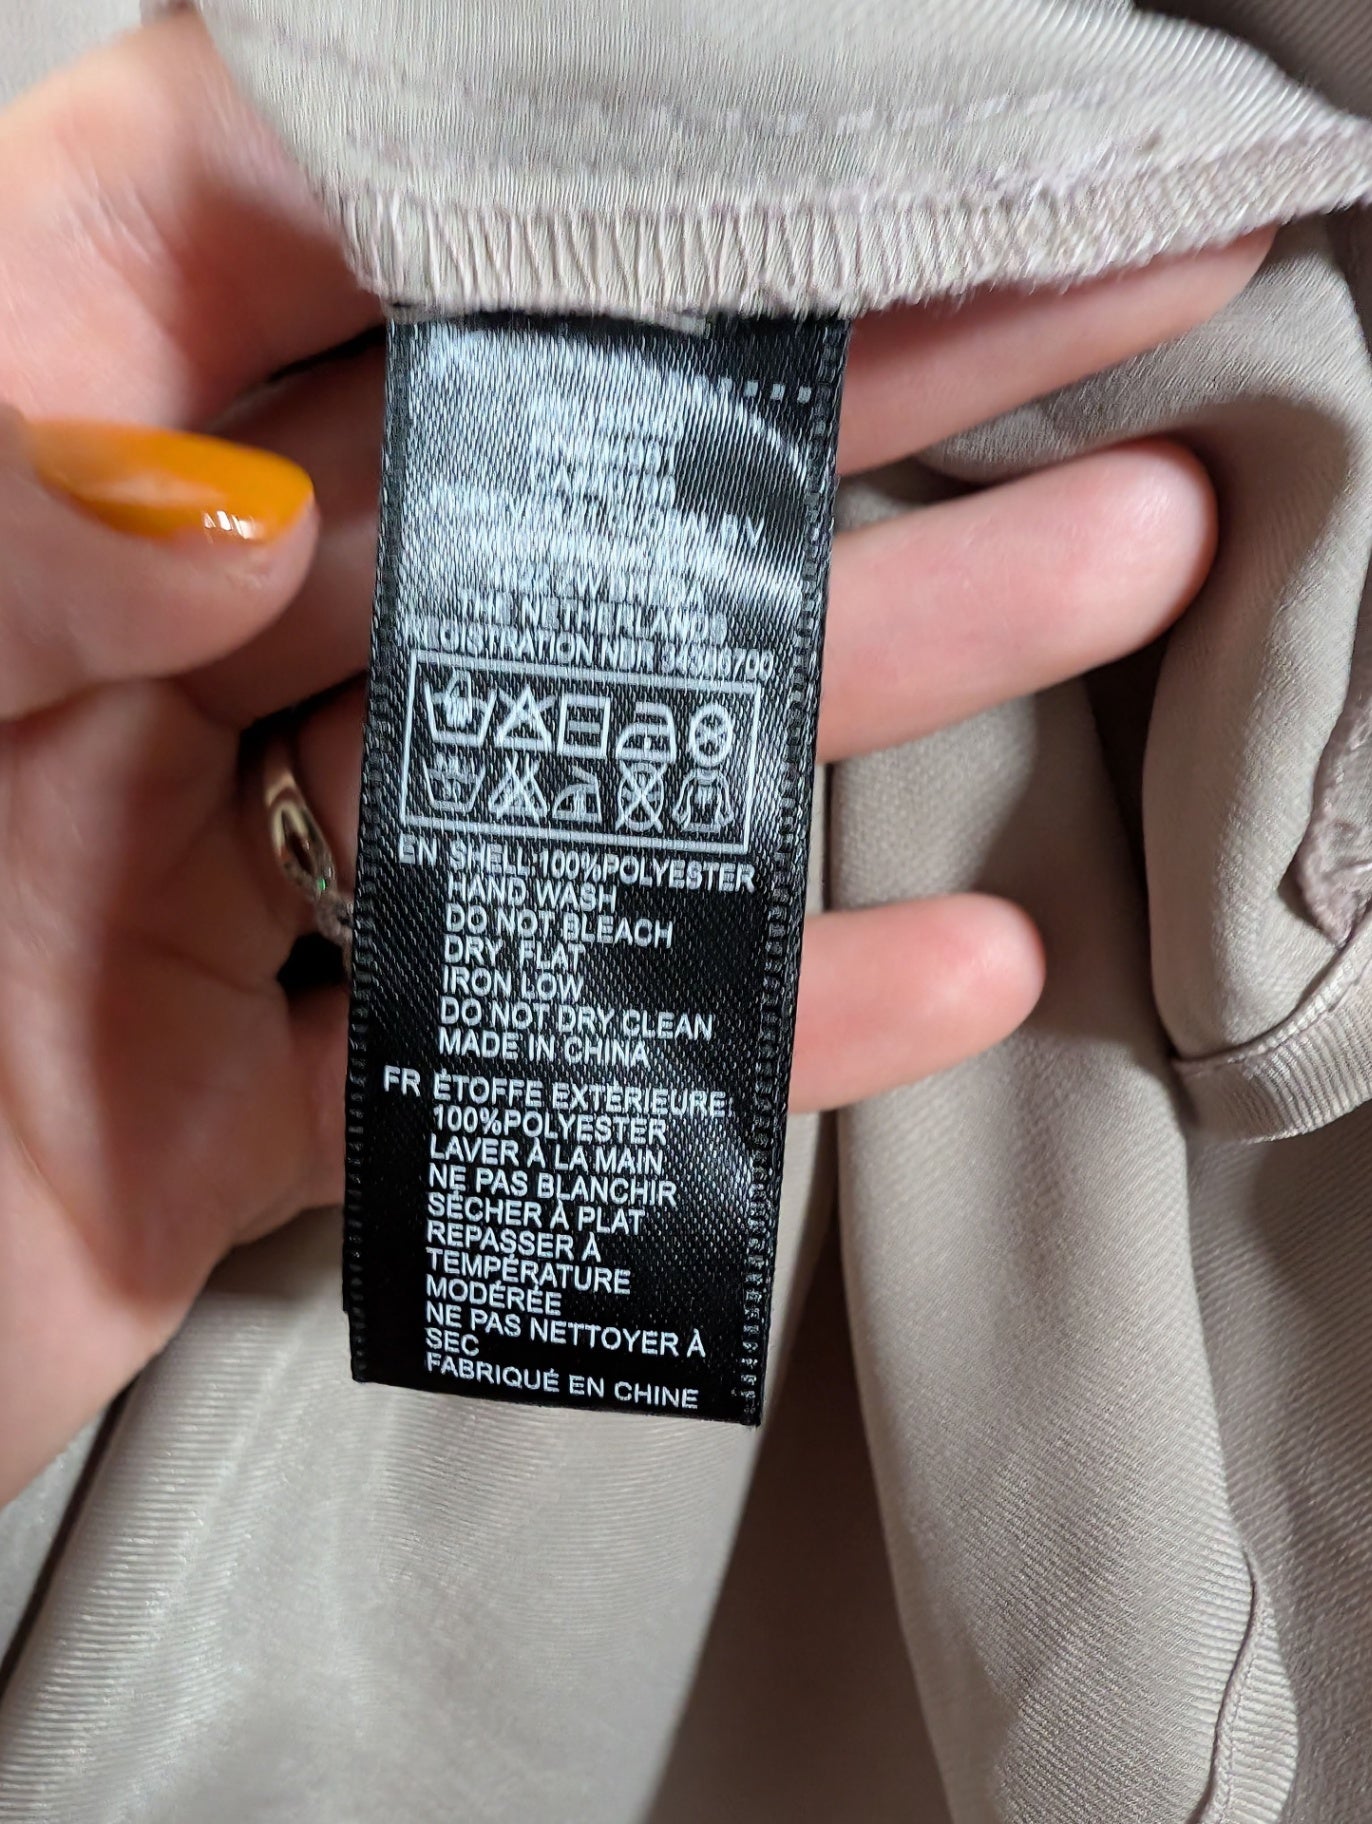 THE NETHERLANDS
REGISTRATION NBR
EN SHELL:100%POLYESTER
HAND WASH
DO NOT BLEACH
DRY FLAT
IRON LOW
DO NOT DRY CLEAN
MADE IN CHINA
FR ÉTOFFE EXTÉRIEURE:
100%POLYESTER
LAVER À LA MAIN
NE PAS BLANCHIR
SÉCHER À PLAT
REPASSER À
TEMPÉRATURE
MODÉRÉE
NE PAS NETTOYER À
SEC
FABRIQUÉ EN CHINE